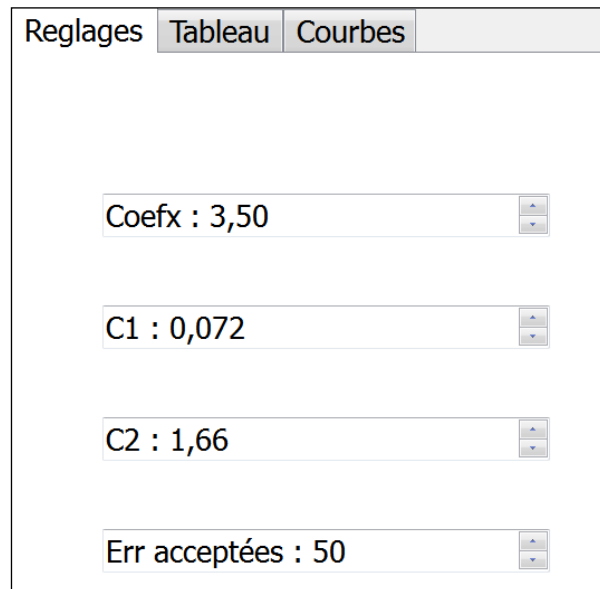 Reglages Tableau Courbes
Coefx : 3,50
C1 : 0,072
C2 : 1,66
Err acceptées : 50